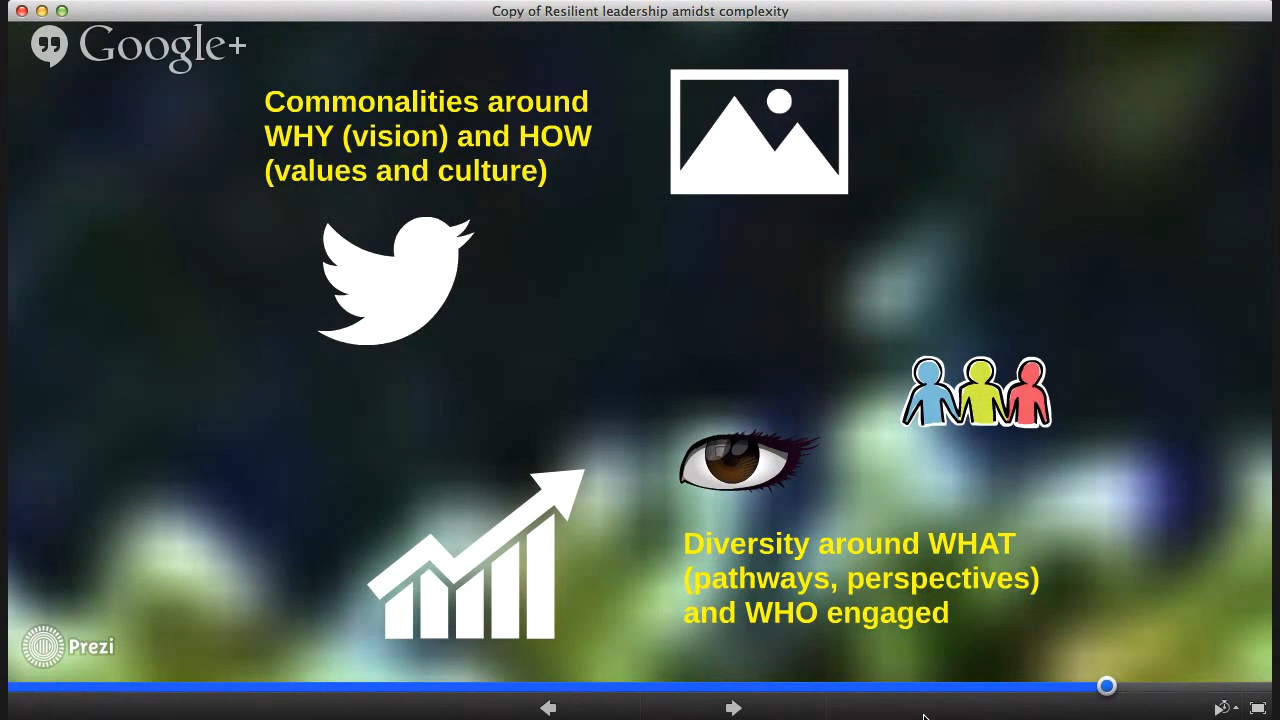 Copy of Resilient leadership amidst complexity
Google+
Commonalities around
WHY (vision) and HOW
(values and culture)
Diversity around WHAT
(pathways, perspectives)
and WHO engaged
Prezi